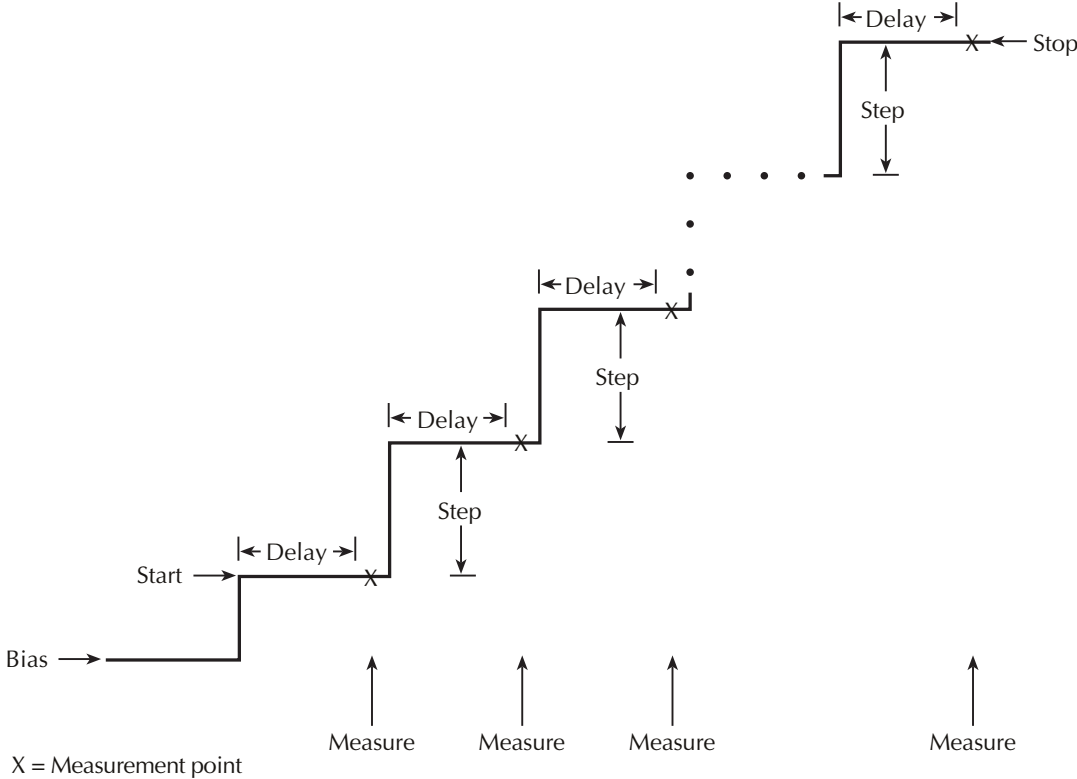 Delay
Stop
Step
Delay
Step
Delay
Step
Delay
Start
Bias
Measure Measure Measure Measure
X = Measurement point